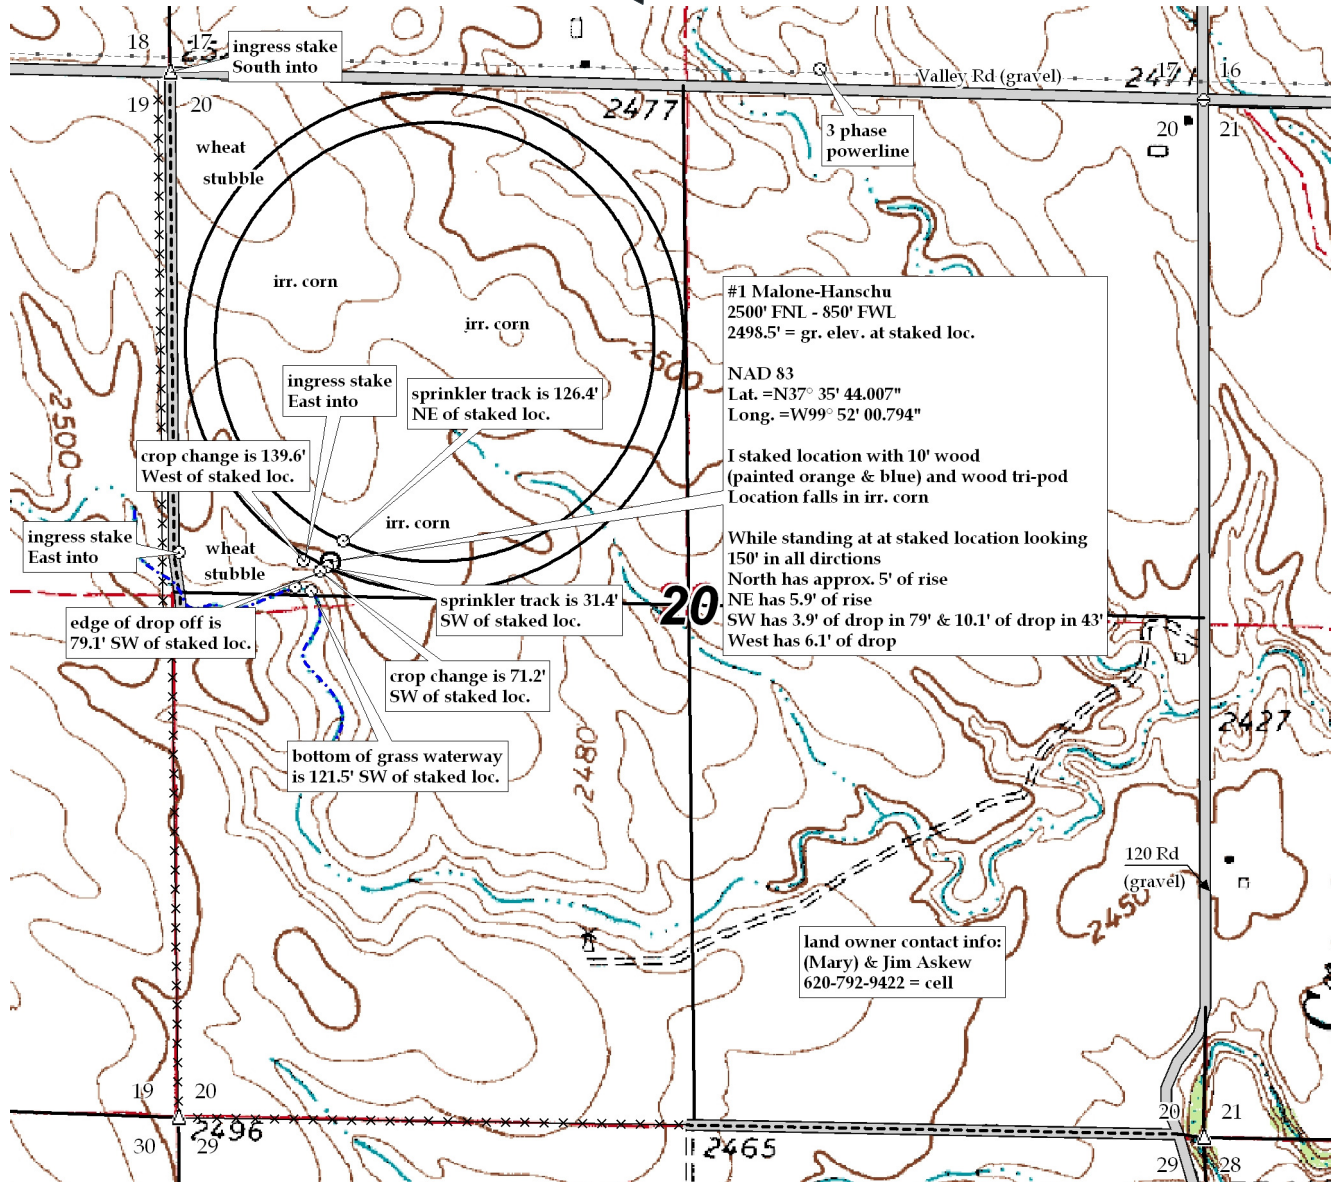 18
17
ingress stake
South into
Valley Rd (gravel)
17
16
19
20
2477
3 phase
powerline
20
21
wheat
stubble
irr. corn
irr. corn
2500
#1 Malone-Hanschu
2500' FNL - 850' FWL
2498.5' = gr. elev. at staked loc.
NAD 83
Lat. =N37° 35' 44.007"
Long. =W99° 52' 00.794"
I staked location with 10' wood
(painted orange & blue) and wood tri-pod
Location falls in irr. corn
While standing at at staked location looking
150' in all dirctions
North has approx. 5' of rise
NE has 5.9' of rise
SW has 3.9' of drop in 79' & 10.1' of drop in 43'
West has 6.1' of drop
ingress stake
East into
sprinkler track is 126.4'
NE of staked loc.
2500
crop change is 139.6'
West of staked loc.
irr. corn
ingress stake
East into
wheat
stubble
sprinkler track is 31.4'
SW of staked loc.
20
edge of drop off is
79.1' SW of staked loc.
crop change is 71.2'
SW of staked loc.
bottom of grass waterway
is 121.5' SW of staked loc.
2480
2427
120 Rd
(gravel)
2450
land owner contact info:
(Mary) & Jim Askew
620-792-9422 = cell
19
20
2496
30
29
2465
20
21
29
28